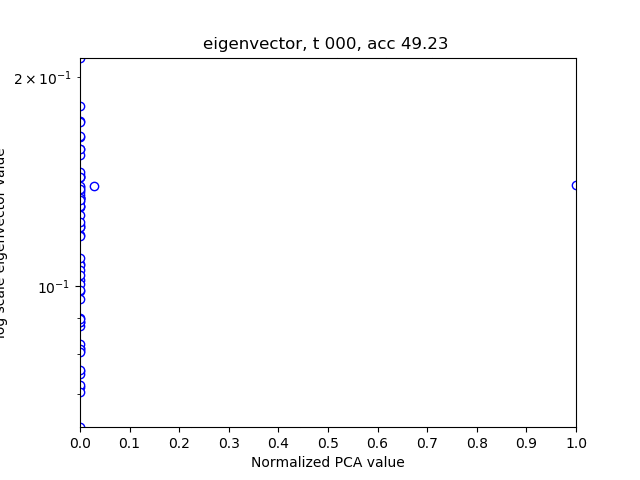 eigenvector, t 000, acc 49.23
2 × 10⁻¹
10⁻¹
log scale eigenvector value
0.0 0.1 0.2 0.3 0.4 0.5 0.6 0.7 0.8 0.9 1.0
Normalized PCA value